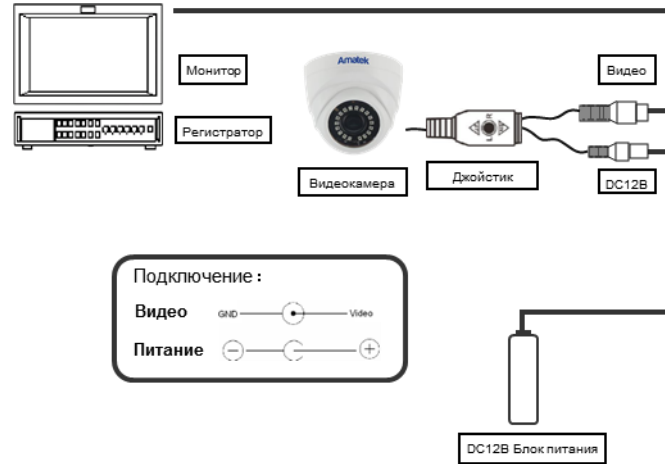 Amatek
Монитор
Видео
Регистратор
L R
Видеокамера
Джойстик
DC12В
Подключение:
Видео GND Video
Питание − +
DC12В Блок питания